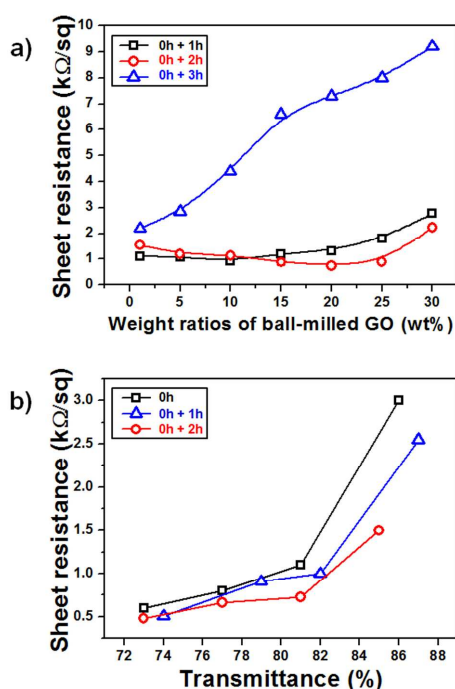 a)
Sheet resistance (kΩ/sq)
10
9
8
7
6
5
4
3
2
1
0
0h + 1h
0h + 2h
0h + 3h
0 5 10 15 20 25 30
Weight ratios of ball-milled GO (wt%)
b)
Sheet resistance (kΩ/sq)
3.0
2.5
2.0
1.5
1.0
0.5
0h
0h + 1h
0h + 2h
72 74 76 78 80 82 84 86 88
Transmittance (%)